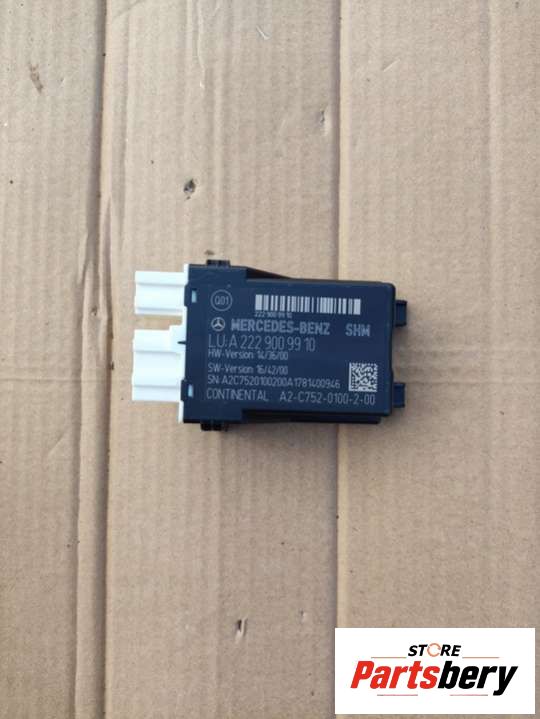 Q01
222 900 99 10
MERCEDES-BENZ SHM
LU: A 222 900 99 10
HW-Version 14/36/00
SW-Version 16/42/00
SN: A2C7520100200A1781400946
CONTINENTAL A2-C752-0100-2-00
STORE
Partsbery